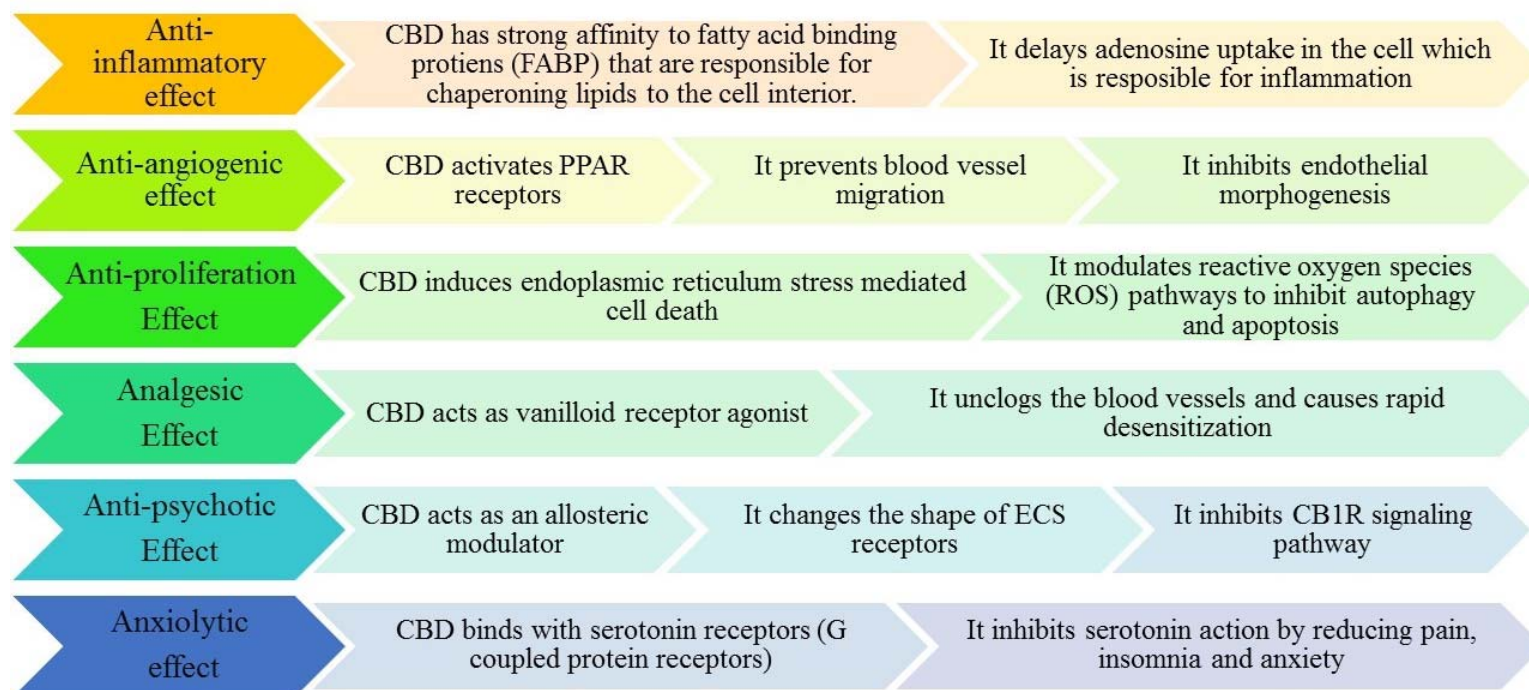 Anti-
inflammatory
effect
CBD has strong affinity to fatty acid binding
protiens (FABP) that are responsible for
chaperoning lipids to the cell interior.
It delays adenosine uptake in the cell which
is resposible for inflammation
Anti-angiogenic
effect
CBD activates PPAR
receptors
It prevents blood vessel
migration
It inhibits endothelial
morphogenesis
Anti-proliferation
Effect
CBD induces endoplasmic reticulum stress mediated
cell death
It modulates reactive oxygen species
(ROS) pathways to inhibit autophagy
and apoptosis
Analgesic
Effect
CBD acts as vanilloid receptor agonist
It unclogs the blood vessels and causes rapid
desensitization
Anti-psychotic
Effect
CBD acts as an allosteric
modulator
It changes the shape of ECS
receptors
It inhibits CB1R signaling
pathway
Anxiolytic
effect
CBD binds with serotonin receptors (G
coupled protein receptors)
It inhibits serotonin action by reducing pain,
insomnia and anxiety